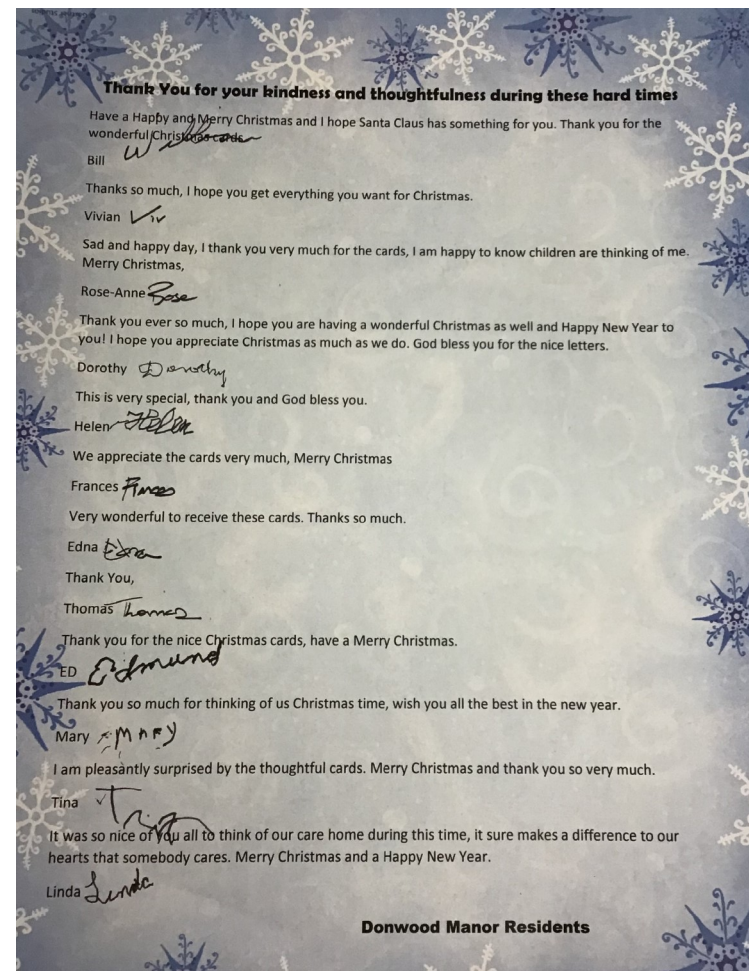 Thank You for your kindness and thoughtfulness during these hard times
Have a Happy and Merry Christmas and I hope Santa Claus has something for you. Thank you for the
wonderful Christmas cards
Bill
Thanks so much, I hope you get everything you want for Christmas.
Vivian Viv
Sad and happy day, I thank you very much for the cards, I am happy to know children are thinking of me.
Merry Christmas,
Rose-Anne Rose
Thank you ever so much, I hope you are having a wonderful Christmas as well and Happy New Year to
you! I hope you appreciate Christmas as much as we do. God bless you for the nice letters.
Dorothy Dorothy
This is very special, thank you and God bless you.
Helen Helen
We appreciate the cards very much, Merry Christmas
Frances Frances
Very wonderful to receive these cards. Thanks so much.
Edna Edna
Thank You,
Thomas Thomas
Thank you for the nice Christmas cards, have a Merry Christmas.
ED Edmund
Thank you so much for thinking of us Christmas time, wish you all the best in the new year.
Mary MARY
I am pleasantly surprised by the thoughtful cards. Merry Christmas and thank you so very much.
Tina Tina
It was so nice of you all to think of our care home during this time, it sure makes a difference to our
hearts that somebody cares. Merry Christmas and a Happy New Year.
Linda Linda
Donwood Manor Residents